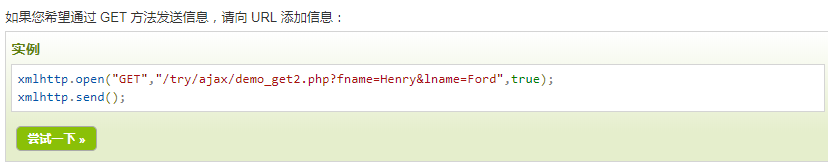 如果您希望通过 GET 方法发送信息，请向 URL 添加信息：
实例
xmlhttp.open("GET","/try/ajax/demo_get2.php?fname=Henry&lname=Ford",true);
xmlhttp.send();
尝试一下 »